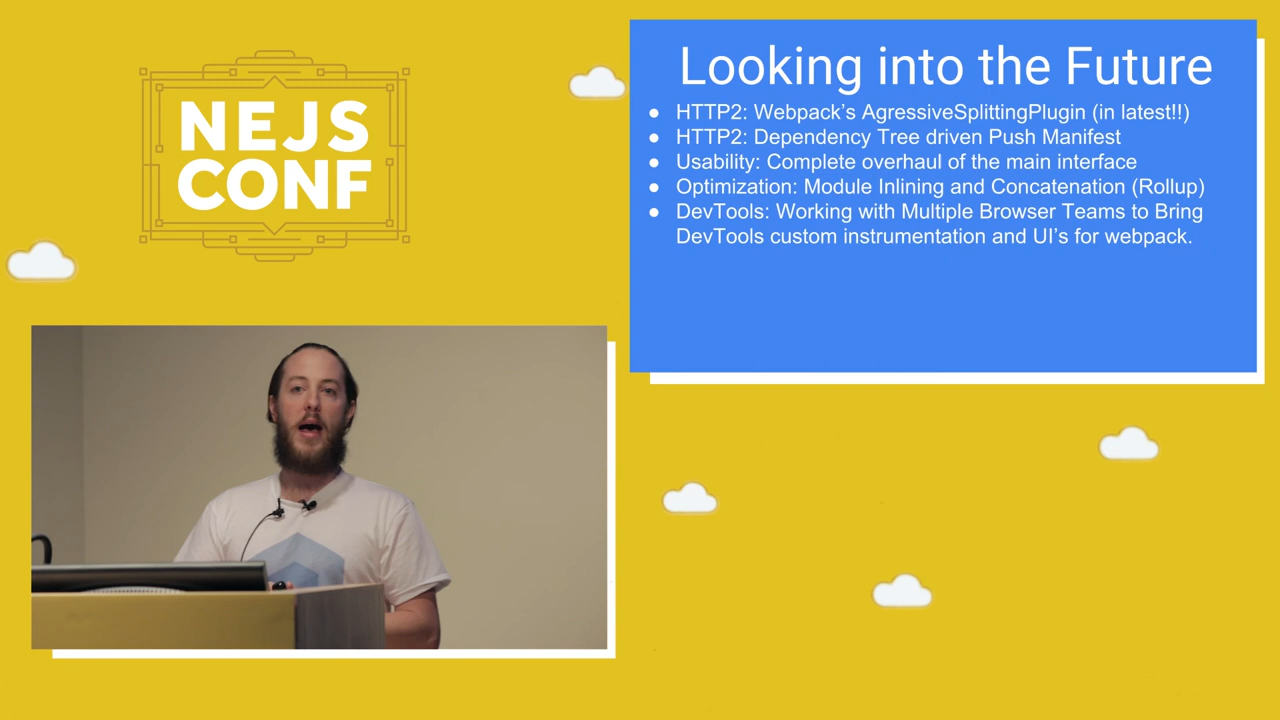 NEJS
CONF
Looking into the Future
● HTTP2: Webpack's AgressiveSplittingPlugin (in latest!!)
● HTTP2: Dependency Tree driven Push Manifest
● Usability: Complete overhaul of the main interface
● Optimization: Module Inlining and Concatenation (Rollup)
● DevTools: Working with Multiple Browser Teams to Bring
DevTools custom instrumentation and UI's for webpack.